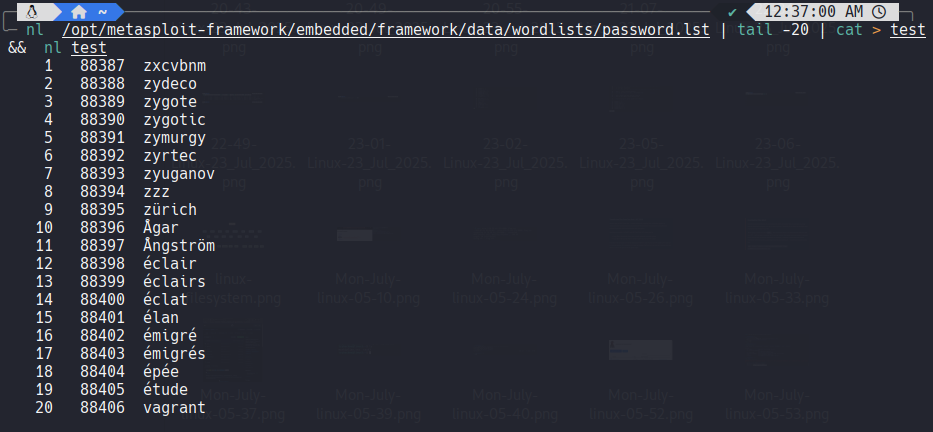 ~ ✔ 12:37:00 AM
nl /opt/metasploit-framework/embedded/framework/data/wordlists/password.lst | tail -20 | cat > test
&& nl test
1 88387 zxcvbnm
2 88388 zydeco
3 88389 zygote
4 88390 zygotic
5 88391 zymurgy
6 88392 zyrtec
7 88393 zyuganov
8 88394 zzz
9 88395 zürich
10 88396 Ågar
11 88397 Ångström
12 88398 éclair
13 88399 éclairs
14 88400 éclat
15 88401 élan
16 88402 émigré
17 88403 émigrés
18 88404 épée
19 88405 étude
20 88406 vagrant